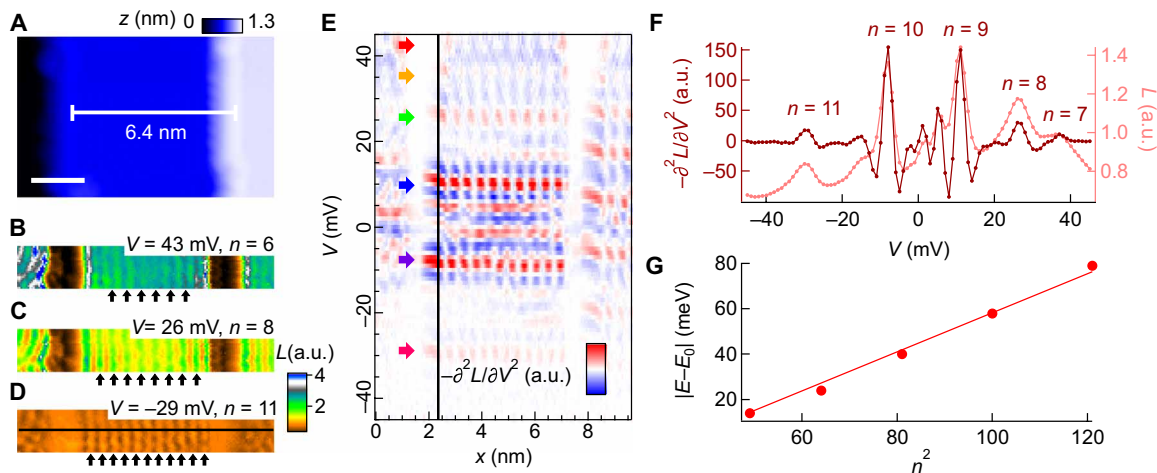 A
z (nm) 0 1.3
6.4 nm
B
V = 43 mV, n = 6
C
V= 26 mV, n = 8
L(a.u.)
4
2
D
V = −29 mV, n = 11
E
V (mV)
40
20
0
−20
−40
−∂²L/∂V² (a.u.)
0 2 4 6 8
x (nm)
F
n = 10 n = 9
n = 8
n = 7
n = 11
−∂²L/∂V² (a.u.)
150
100
50
0
−50
L (a.u.)
1.4
1.2
1.0
0.8
−40 −20 0 20 40
V (mV)
G
|E−E₀| (meV)
80
60
40
20
60 80 100 120
n²